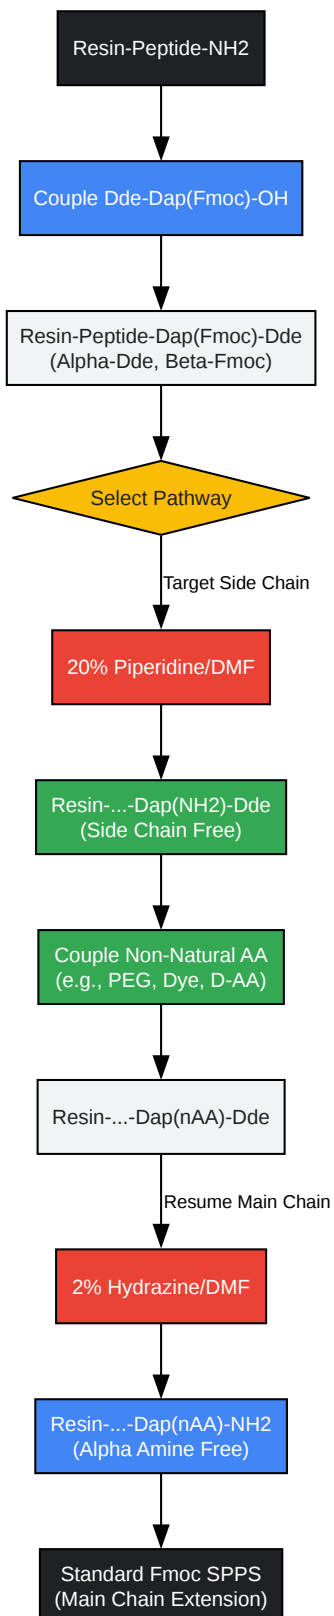 Resin-Peptide-NH2
Couple Dde-Dap(Fmoc)-OH
Resin-Peptide-Dap(Fmoc)-Dde
(Alpha-Dde, Beta-Fmoc)
Select Pathway
Target Side Chain
20% Piperidine/DMF
Resin-...-Dap(NH2)-Dde
(Side Chain Free)
Couple Non-Natural AA
(e.g., PEG, Dye, D-AA)
Resin-...-Dap(nAA)-Dde
Resume Main Chain
2% Hydrazine/DMF
Resin-...-Dap(nAA)-NH2
(Alpha Amine Free)
Standard Fmoc SPPS
(Main Chain Extension)